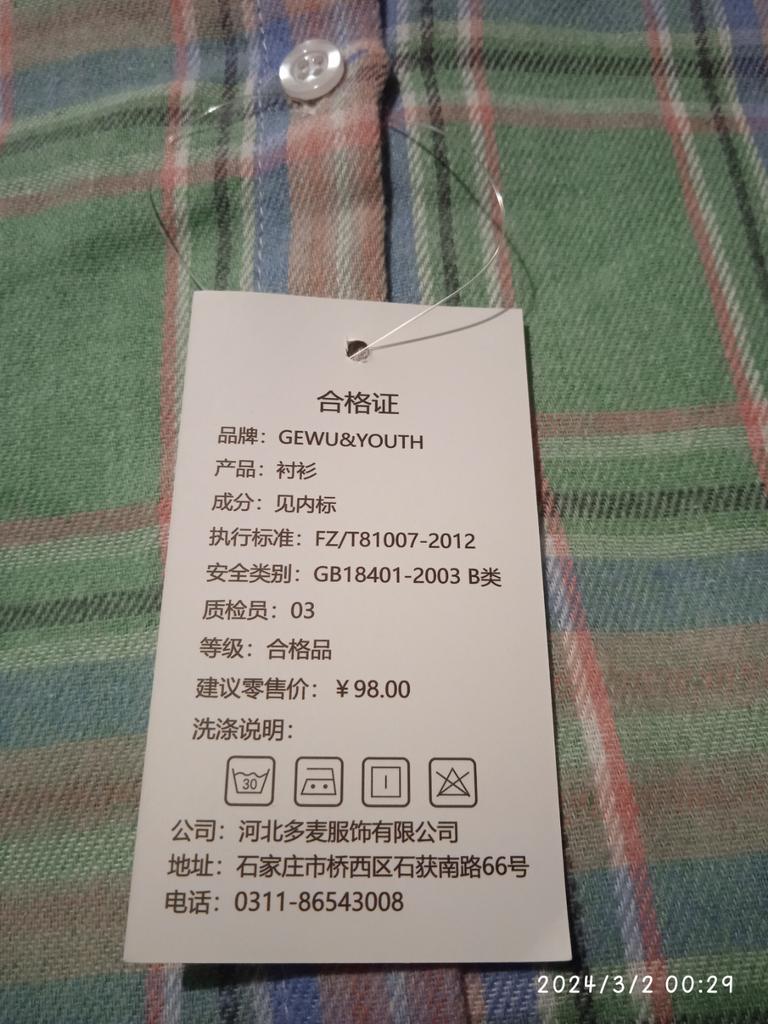 合格证
品牌：GEWU&YOUTH
产品：衬衫
成分：见内标
执行标准：FZ/T81007-2012
安全类别：GB18401-2003 B类
质检员：03
等级：合格品
建议零售价：￥98.00
洗涤说明：
30
公司：河北多麦服饰有限公司
地址：石家庄市桥西区石获南路66号
电话：0311-86543008
2024/3/2 00:29